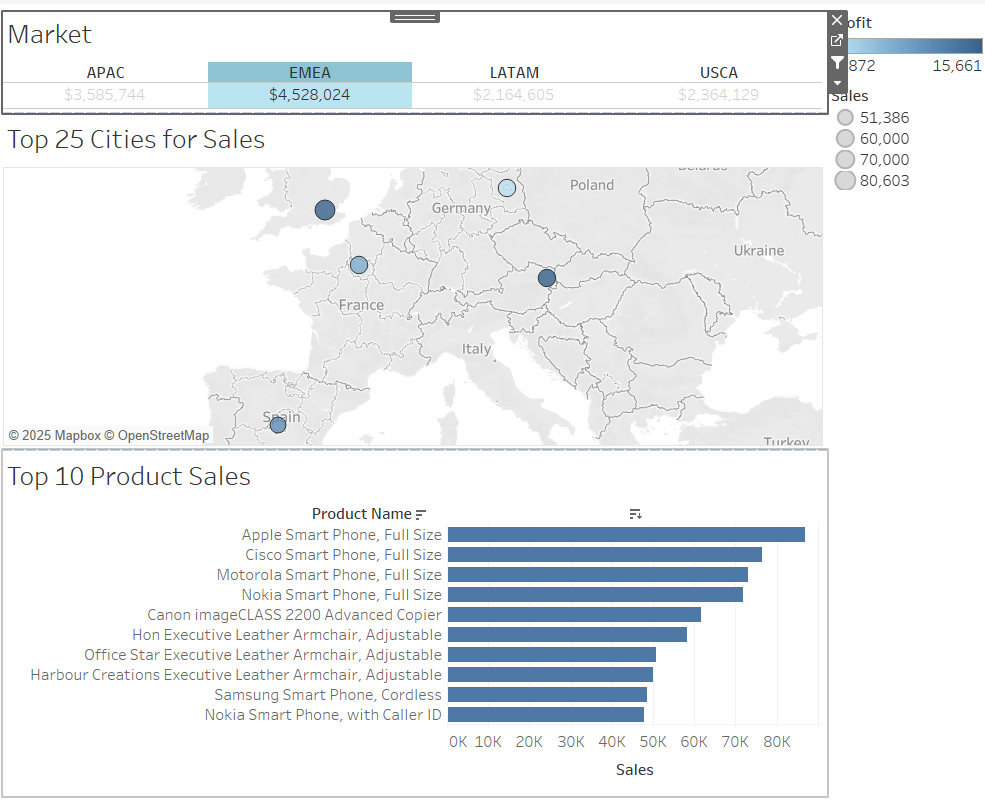 Market
APAC EMEA LATAM USCA
$3,585,744 $4,528,024 $2,164,605 $2,364,129
ofit
872 15,661
Sales
51,386
60,000
70,000
80,603
Top 25 Cities for Sales
Poland
Germany
Ukraine
France
Italy
Spain
Turkey
© 2025 Mapbox © OpenStreetMap
Top 10 Product Sales
Product Name
Apple Smart Phone, Full Size
Cisco Smart Phone, Full Size
Motorola Smart Phone, Full Size
Nokia Smart Phone, Full Size
Canon imageCLASS 2200 Advanced Copier
Hon Executive Leather Armchair, Adjustable
Office Star Executive Leather Armchair, Adjustable
Harbour Creations Executive Leather Armchair, Adjustable
Samsung Smart Phone, Cordless
Nokia Smart Phone, with Caller ID
0K 10K 20K 30K 40K 50K 60K 70K 80K
Sales